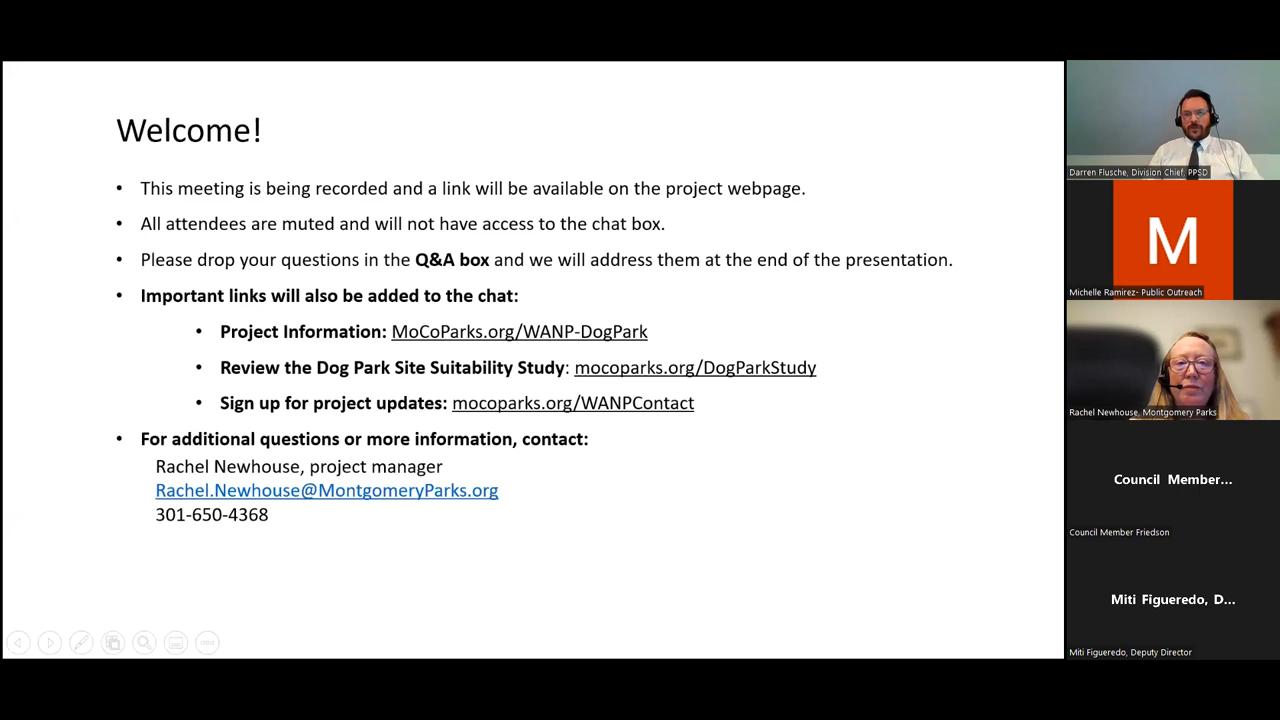 Welcome!
• This meeting is being recorded and a link will be available on the project webpage.
• All attendees are muted and will not have access to the chat box.
• Please drop your questions in the Q&A box and we will address them at the end of the presentation.
• Important links will also be added to the chat:
• Project Information: MoCoParks.org/WANP-DogPark
• Review the Dog Park Site Suitability Study: mocoparks.org/DogParkStudy
• Sign up for project updates: mocoparks.org/WANPContact
• For additional questions or more information, contact:
Rachel Newhouse, project manager
Rachel.Newhouse@MontgomeryParks.org
301-650-4368
Darren Flusche, Division Chief, PPSD
M
Michelle Ramirez- Public Outreach
Rachel Newhouse, Montgomery Parks
Council Member...
Council Member Friedson
Miti Figueredo, D...
Miti Figueredo, Deputy Director